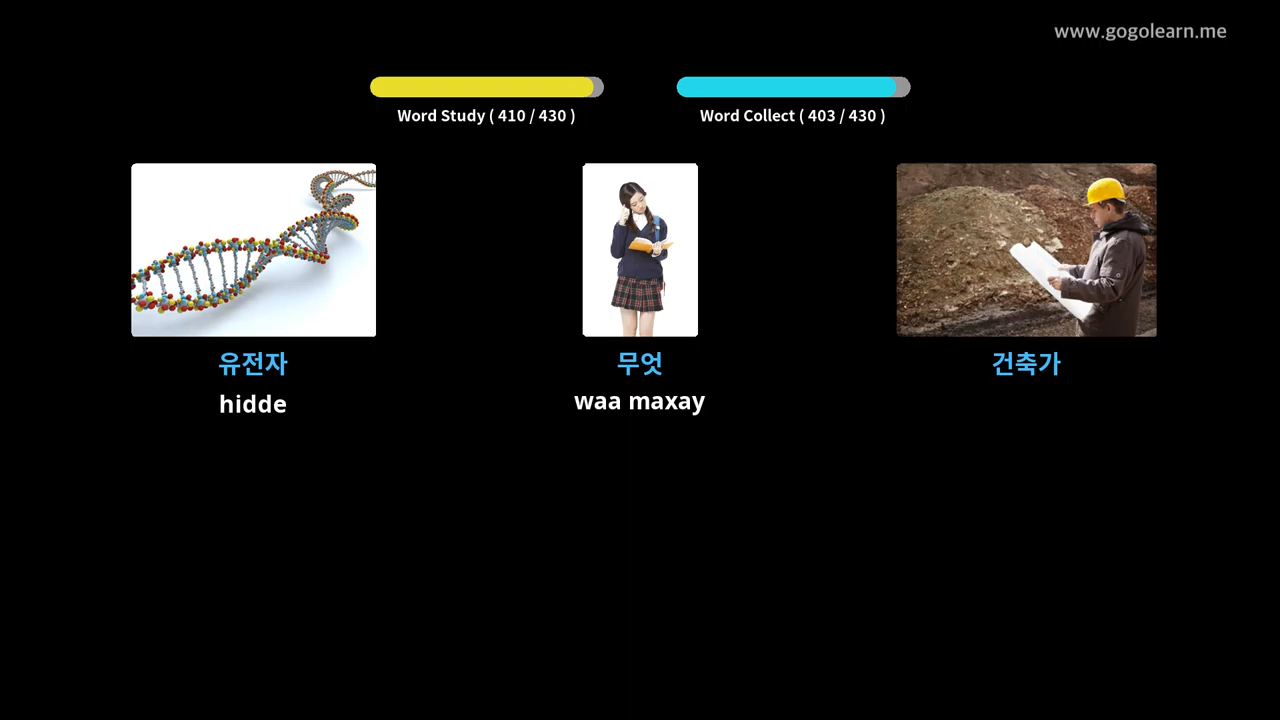 www.gogolearn.me
Word Study ( 410 / 430 )
Word Collect ( 403 / 430 )
유전자
무엇
건축가
hidde
waa maxay